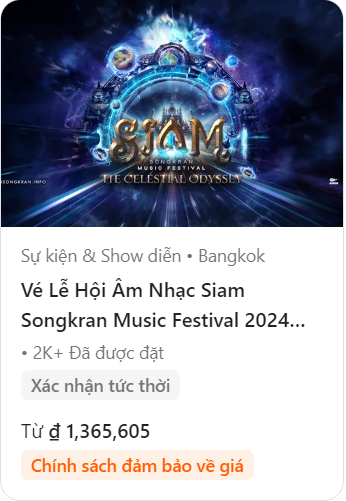 SIAM
SONGKRAN
MUSIC FESTIVAL
THE CELESTIAL ODYSSEY
SONGKRAN.INFO
Sự kiện & Show diễn • Bangkok
Vé Lễ Hội Âm Nhạc Siam
Songkran Music Festival 2024...
• 2K+ Đã được đặt
Xác nhận tức thời
Từ ₫ 1,365,605
Chính sách đảm bảo về giá